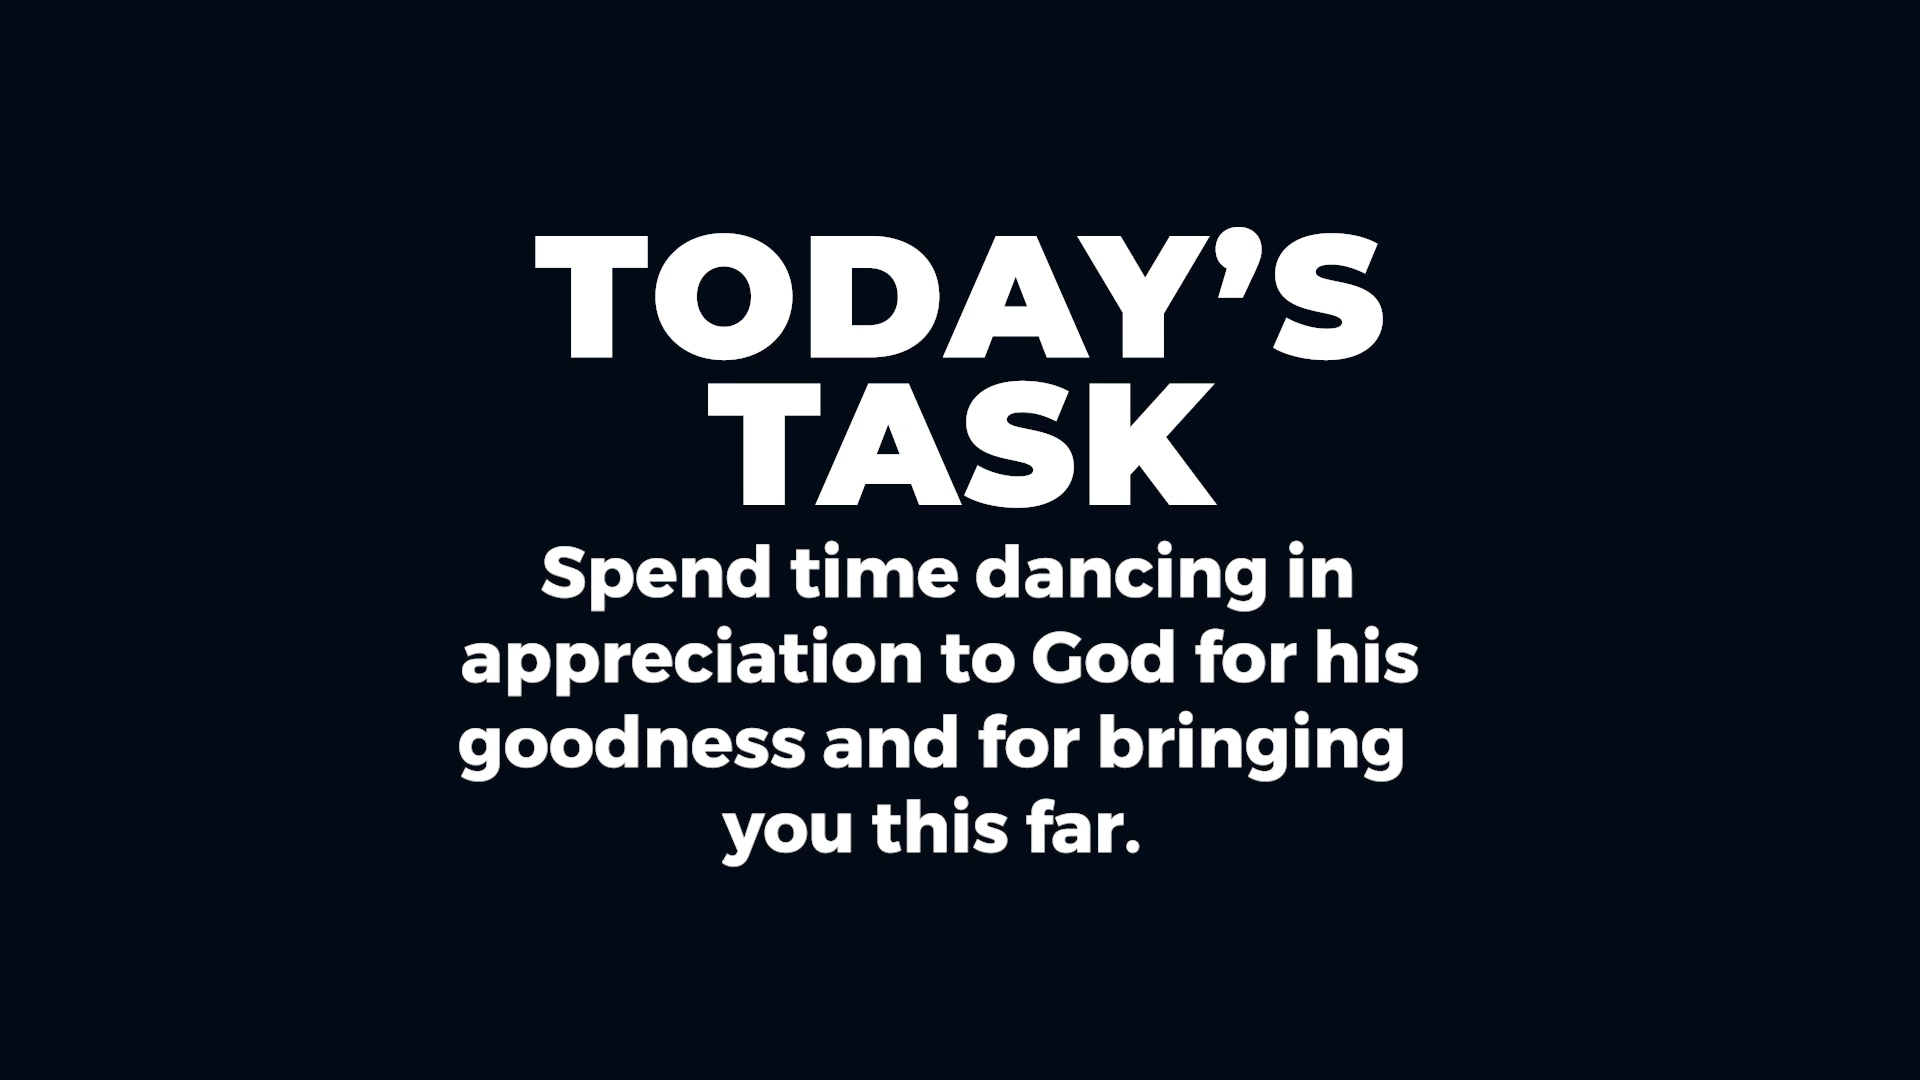 TODAY’S
TASK
Spend time dancing in
appreciation to God for his
goodness and for bringing
you this far.